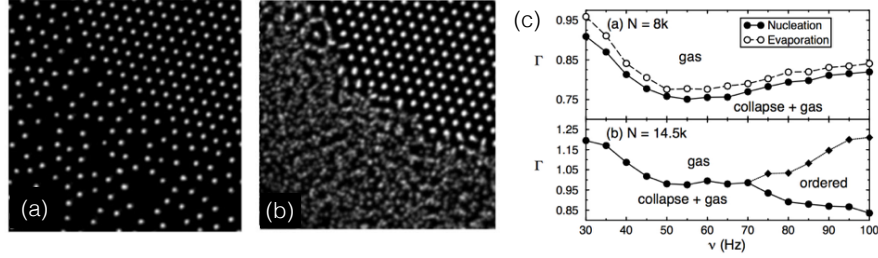 (a)
(b)
(c)
(a) N = 8k
Nucleation
Evaporation
gas
collapse + gas
Γ
0.95
0.85
0.75
(b) N = 14.5k
gas
ordered
collapse + gas
Γ
1.25
1.15
1.05
0.95
0.85
30 40 50 60 70 80 90 100
ν (Hz)